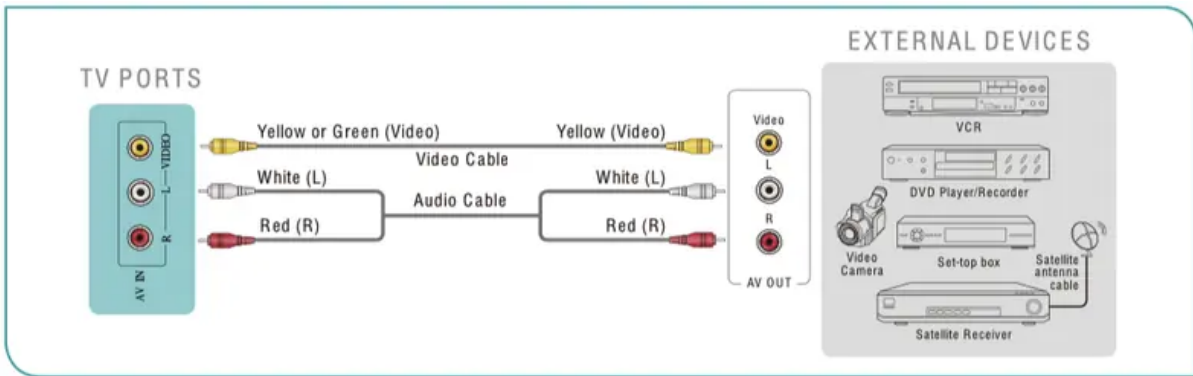 TV PORTS
VIDEO
L
R
AV IN
Yellow or Green (Video)
Yellow (Video)
Video Cable
White (L)
White (L)
Audio Cable
Red (R)
Red (R)
Video
L
R
AV OUT
EXTERNAL DEVICES
VCR
DVD Player/Recorder
Video
Camera
Set-top box
Satellite
antenna
cable
Satellite Receiver